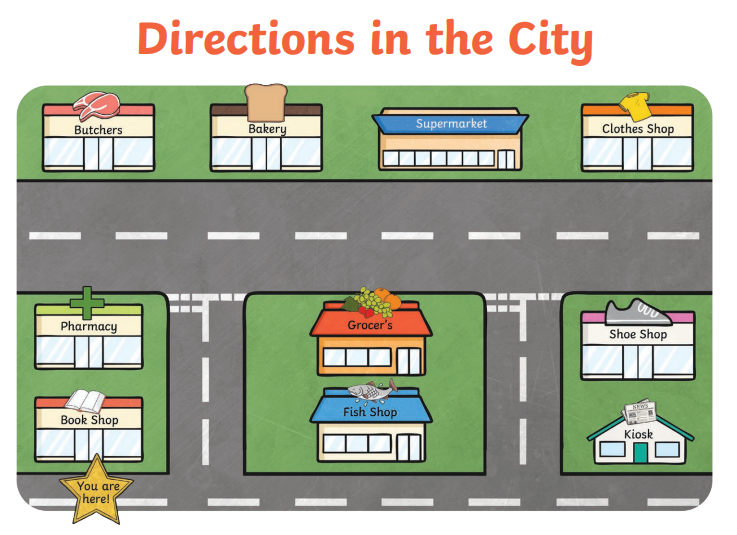 Directions in the City
Butchers
Bakery
Supermarket
Clothes Shop
Pharmacy
Grocer's
Shoe Shop
NEWS
Book Shop
Fish Shop
Kiosk
You are
here!